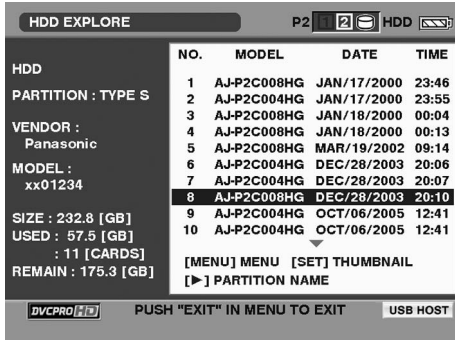 HDD EXPLORE
P2 1 2 HDD
HDD
PARTITION : TYPE S
VENDOR :
Panasonic
MODEL :
xx01234
SIZE : 232.8 [GB]
USED : 57.5 [GB]
: 11 [CARDS]
REMAIN : 175.3 [GB]
NO. MODEL DATE TIME
1 AJ-P2C008HG JAN/17/2000 23:46
2 AJ-P2C004HG JAN/17/2000 23:55
3 AJ-P2C008HG JAN/18/2000 00:04
4 AJ-P2C008HG JAN/18/2000 00:13
5 AJ-P2C008HG MAR/19/2002 09:14
6 AJ-P2C004HG DEC/28/2003 20:06
7 AJ-P2C004HG DEC/28/2003 20:07
8 AJ-P2C008HG DEC/28/2003 20:10
9 AJ-P2C004HG OCT/06/2005 12:41
10 AJ-P2C004HG OCT/06/2005 12:41
[MENU] MENU [SET] THUMBNAIL
[►] PARTITION NAME
DVCPRO HD PUSH "EXIT" IN MENU TO EXIT USB HOST